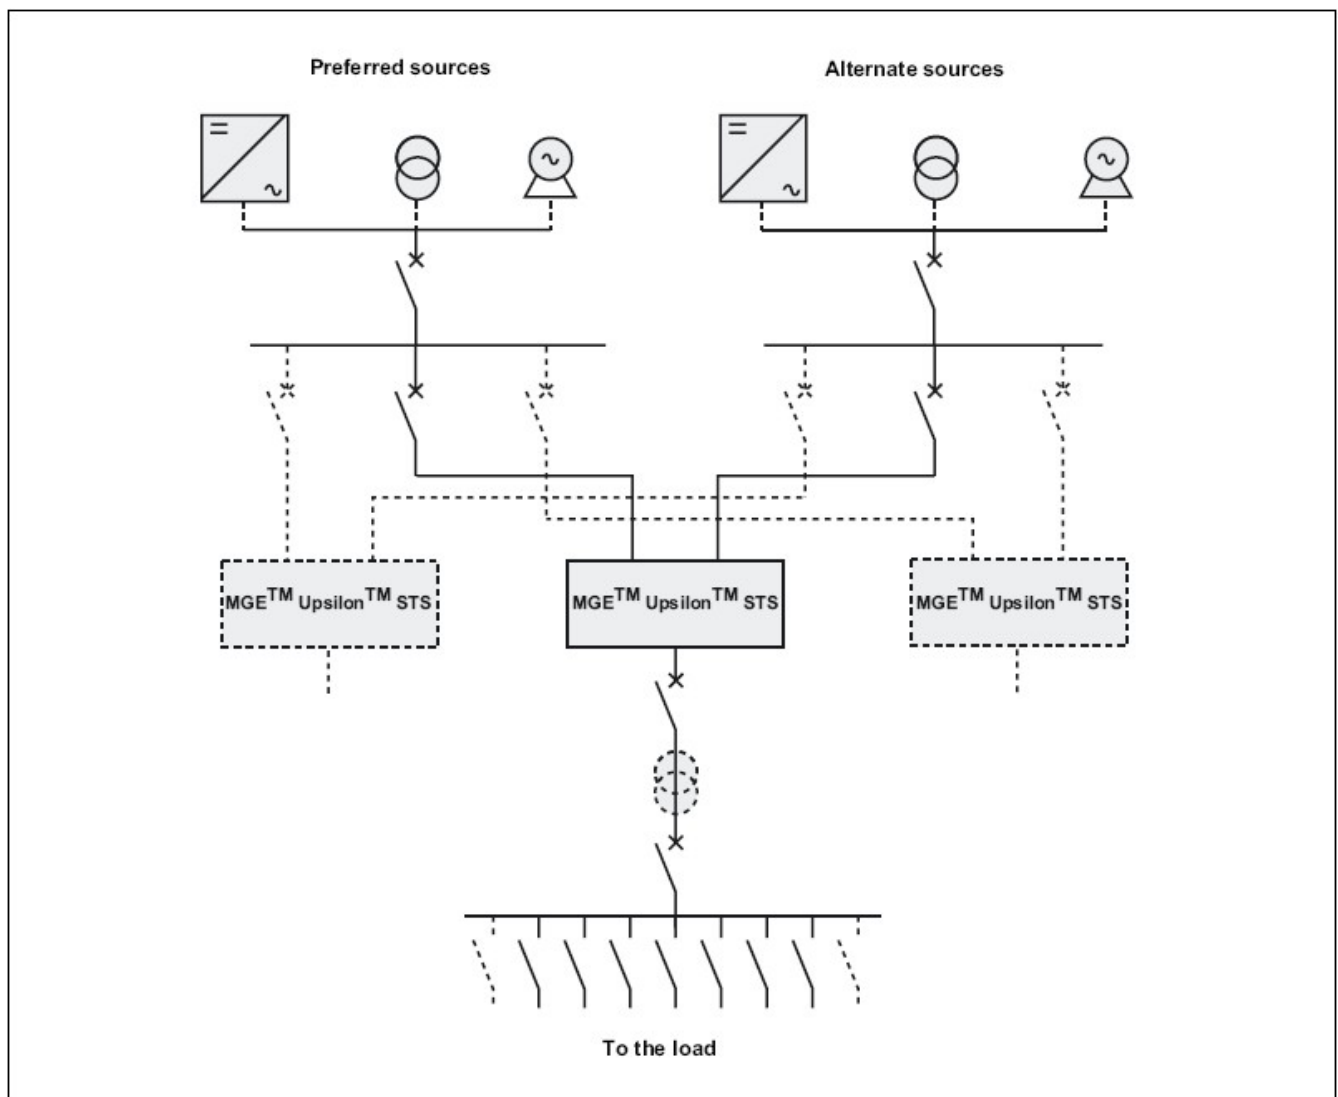 Preferred sources
Alternate sources
MGE™ Upsilon™ STS
MGE™ Upsilon™ STS
MGE™ Upsilon™ STS
To the load